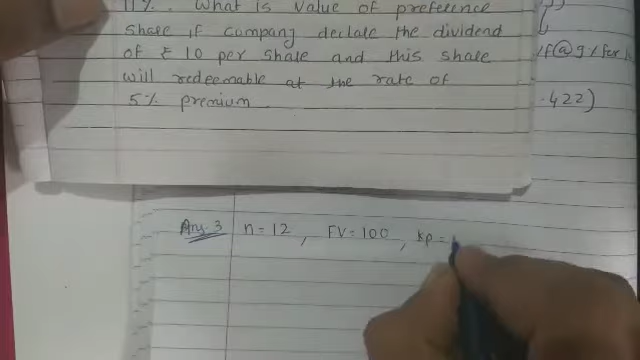 11%. What is Value of preference
Share if company declare the dividend
of ₹ 10 per share and this share
will redeemable at the rate of
5% premium
.422)
Ans. 3 n = 12 , FV = 100 , Kp =